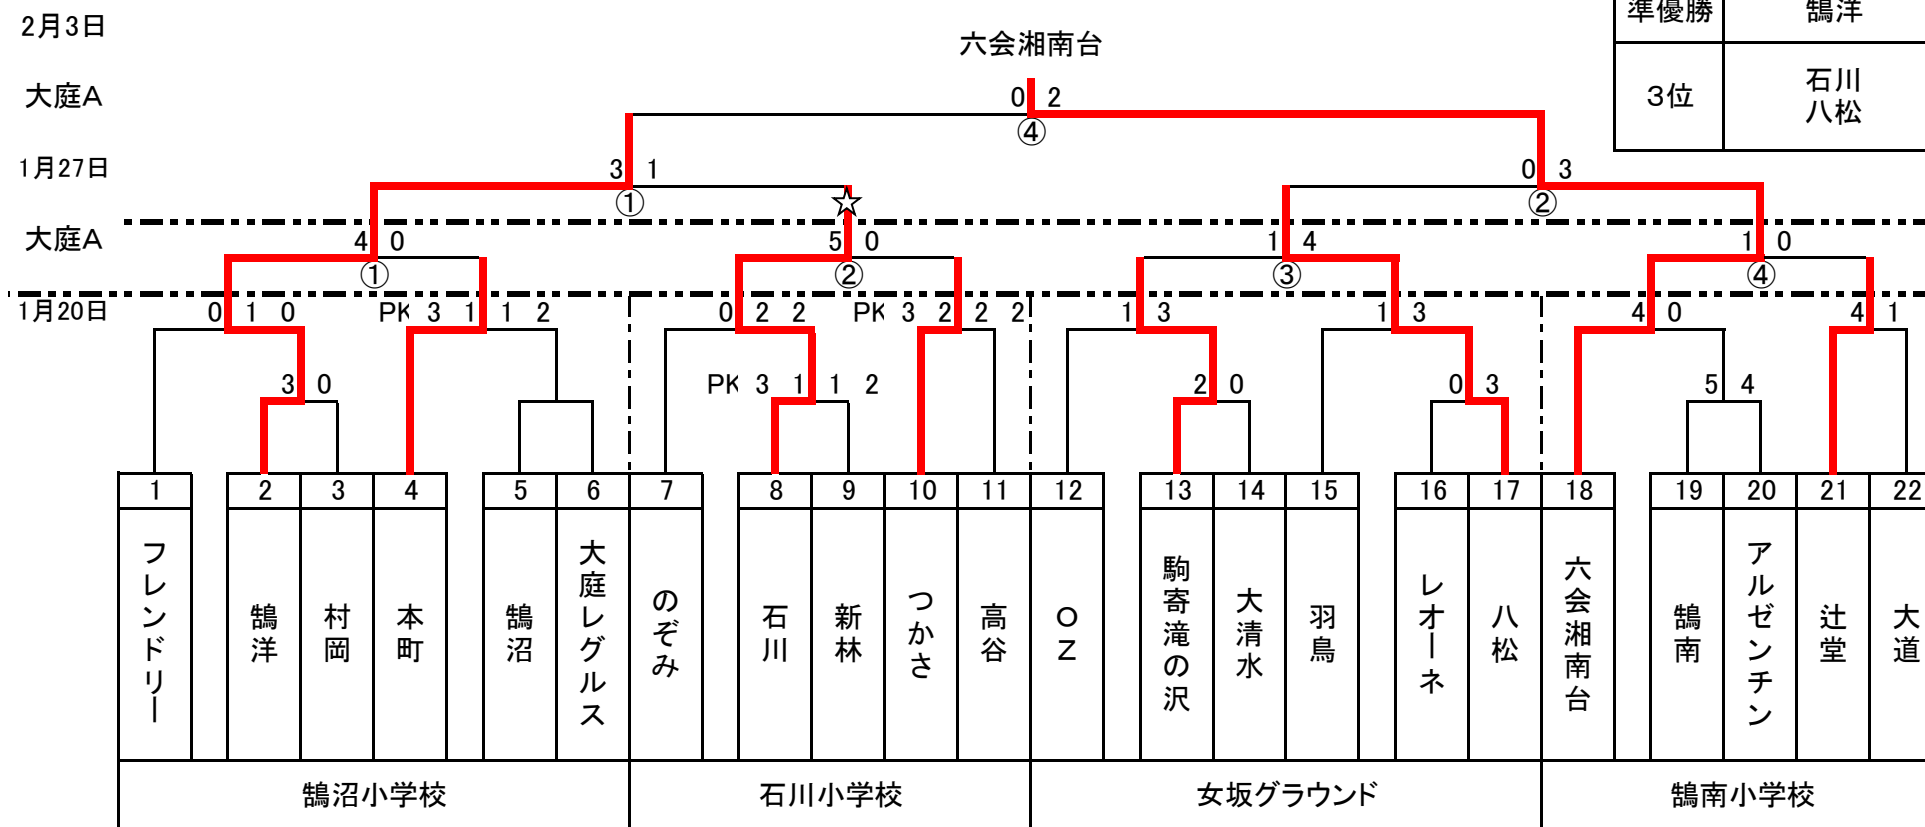 2月3日
準優勝 鵠洋
六会湘南台
大庭A
0 2
3位 石川
八松
④
1月27日
3 1
0 3
① ☆ ②
大庭A
4 0 5 0 1 4 1 0
① ② ③ ④
1月20日
0 1 0 PK 3 1 1 2 0 2 2 PK 3 2 2 2 1 3 1 3 4 0 4 1
3 0 PK 3 1 1 2 2 0 0 3 5 4
1 2 3 4 5 6 7 8 9 10 11 12 13 14 15 16 17 18 19 20 21 22
フレンドリー
鵠洋
村岡
本町
鵠沼
大庭レグルス
のぞみ
石川
新林
つかさ
高谷
OZ
駒寄滝の沢
大清水
羽鳥
レオーネ
八松
六会湘南台
鵠南
アルゼンチン
辻堂
大道
鵠沼小学校 石川小学校 女坂グラウンド 鵠南小学校